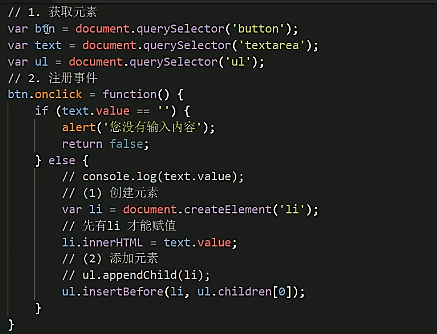 // 1. 获取元素
var btn = document.querySelector('button');
var text = document.querySelector('textarea');
var ul = document.querySelector('ul');
// 2. 注册事件
btn.onclick = function() {
    if (text.value == '') {
        alert('您没有输入内容');
        return false;
    } else {
        // console.log(text.value);
        // (1) 创建元素
        var li = document.createElement('li');
        // 先有li 才能赋值
        li.innerHTML = text.value;
        // (2) 添加元素
        // ul.appendChild(li);
        ul.insertBefore(li, ul.children[0]);
    }
}